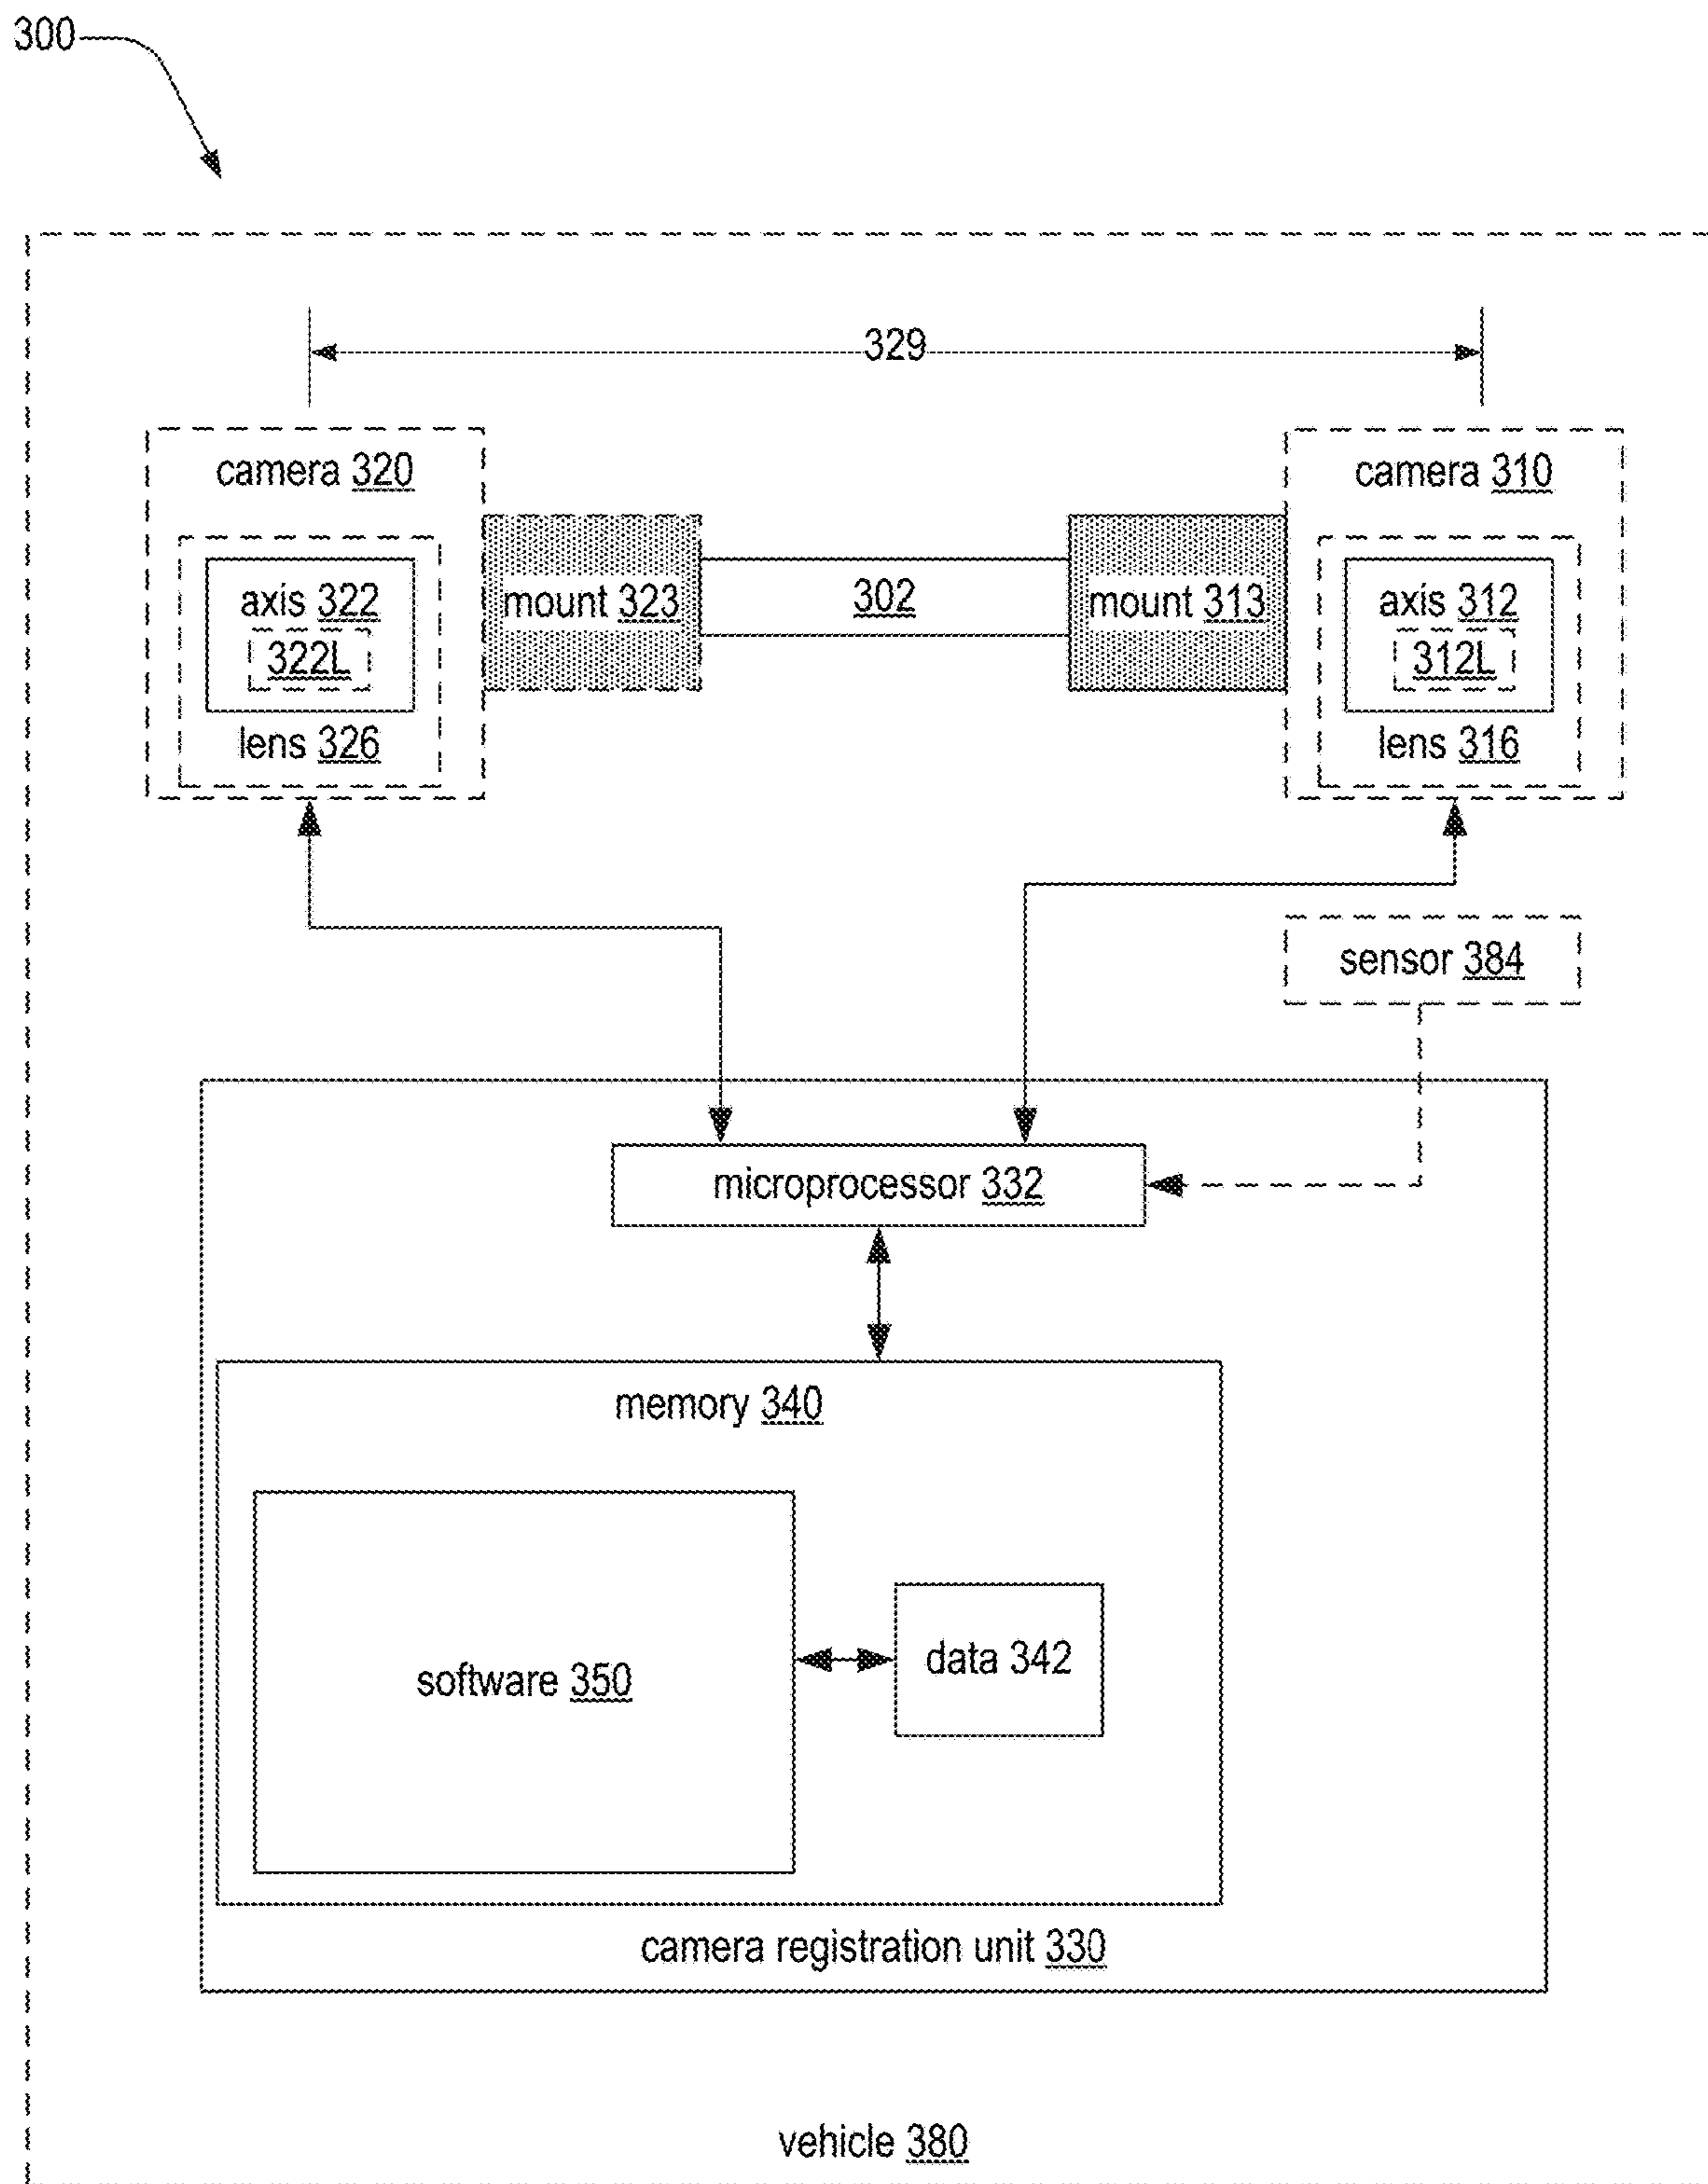 300
329
camera 320
camera 310
axis 322
mount 323
302
mount 313
axis 312
322L
312L
lens 326
lens 316
sensor 384
microprocessor 332
memory 340
software 350
data 342
camera registration unit 330
vehicle 380